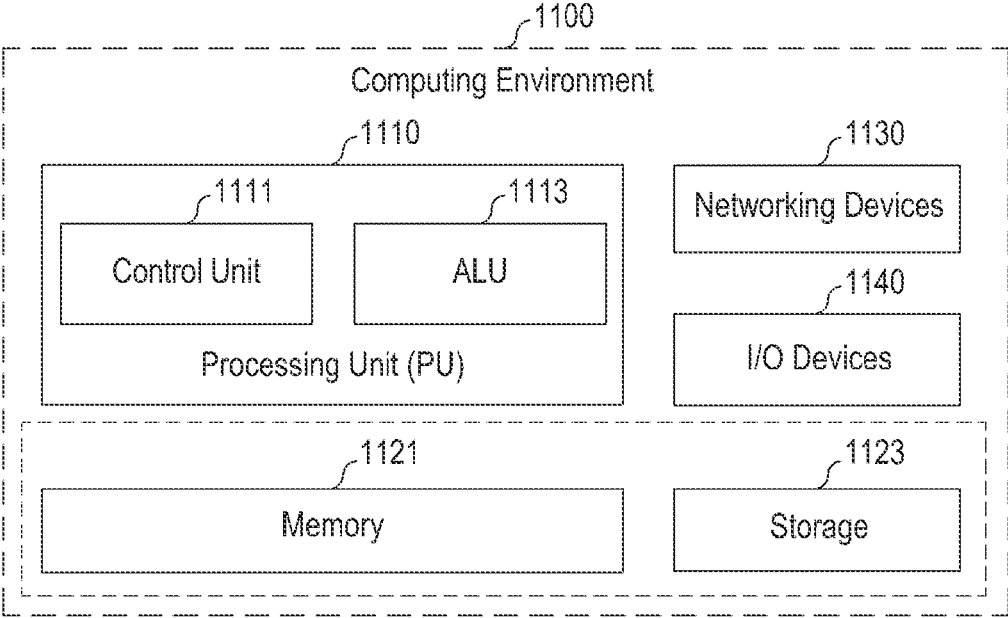 1100
Computing Environment
1110
1130
1111
1113
Networking Devices
Control Unit
ALU
1140
Processing Unit (PU)
I/O Devices
1121
1123
Memory
Storage